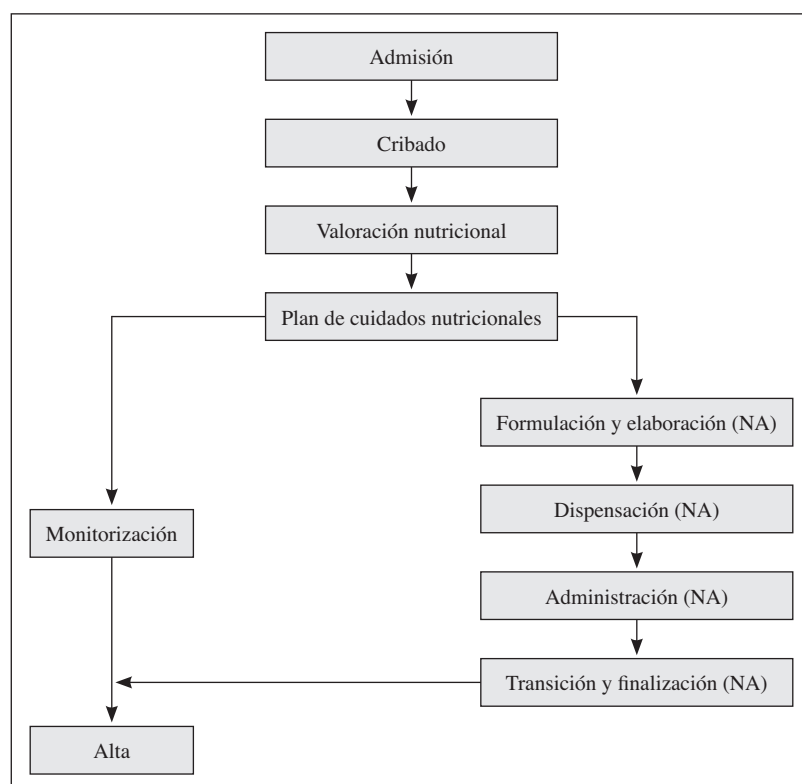 Admisión
Cribado
Valoración nutricional
Plan de cuidados nutricionales
Formulación y elaboración (NA)
Dispensación (NA)
Monitorización
Administración (NA)
Transición y finalización (NA)
Alta